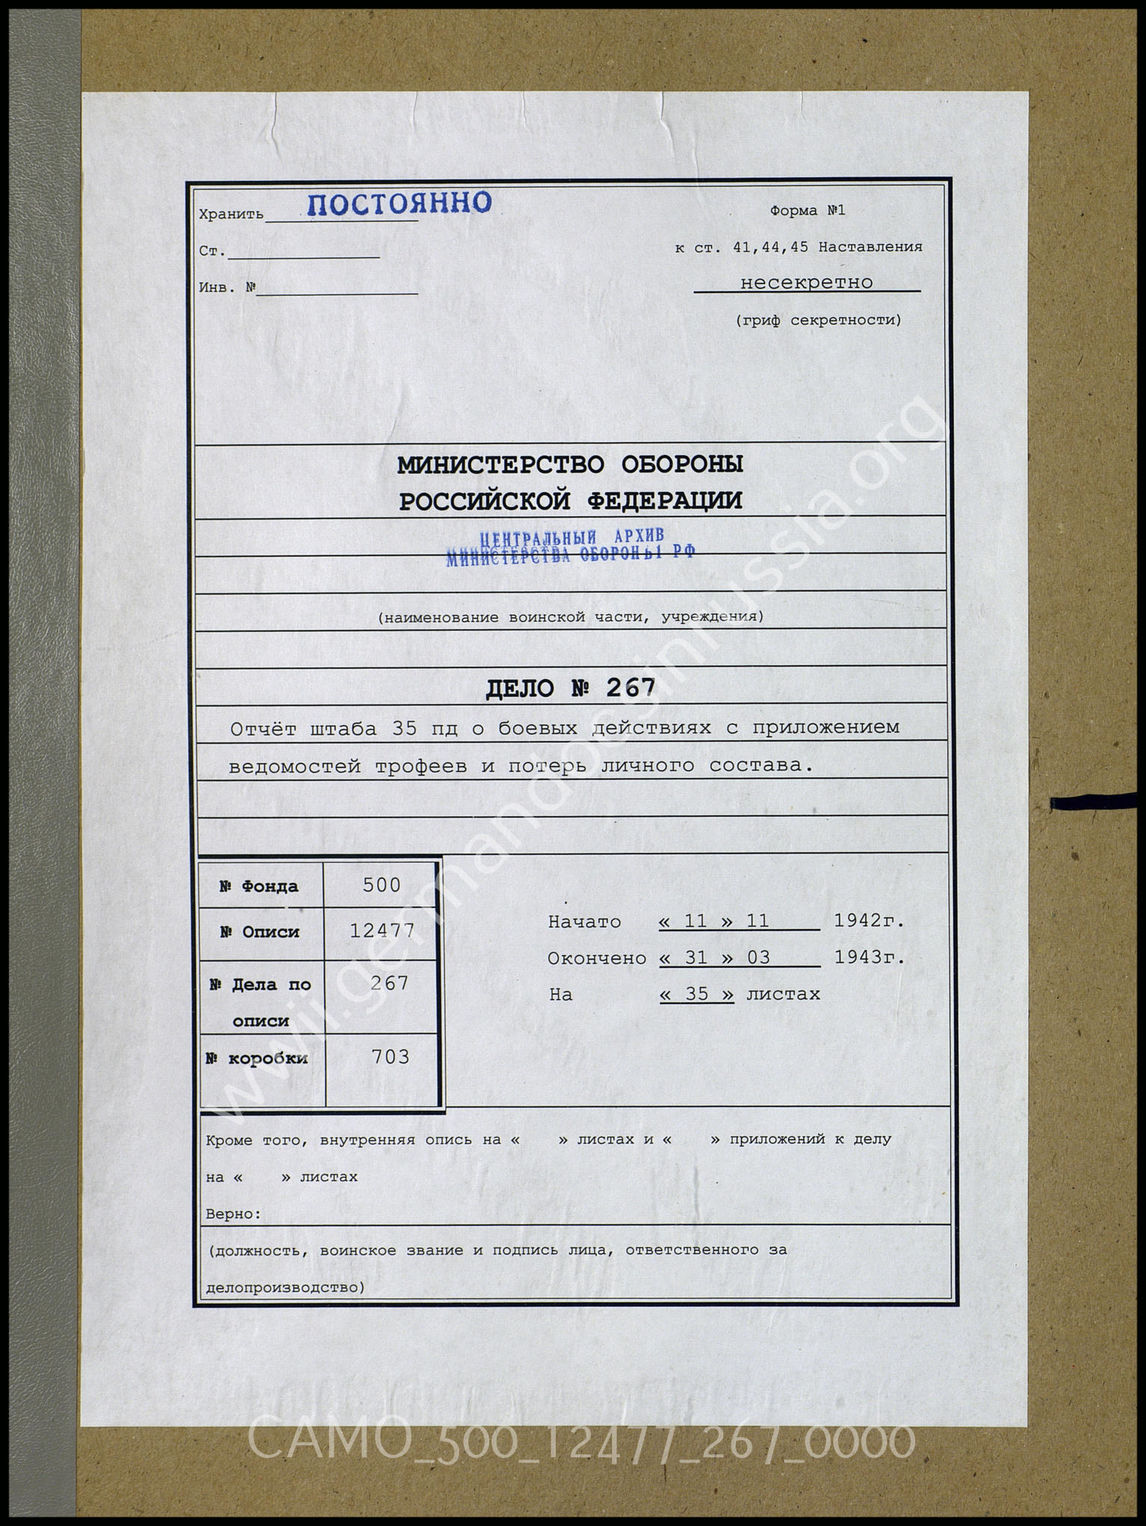 Хранить ПОСТОЯННО
Форма №1
Ст.
к ст. 41,44,45 Наставления
Инв. №
несекретно
(гриф секретности)
МИНИСТЕРСТВО ОБОРОНЫ
РОССИЙСКОЙ ФЕДЕРАЦИИ
ЦЕНТРАЛЬНЫЙ АРХИВ
МИНИСТЕРСТВА ОБОРОНЫ РФ
(наименование воинской части, учреждения)
ДЕЛО № 267
Отчёт штаба 35 пд о боевых действиях с приложением
ведомостей трофеев и потерь личного состава.
№ Фонда 500
№ Описи 12477
№ Дела по 267
описи
№ коробки 703
Начато « 11 » 11 1942г.
Окончено « 31 » 03 1943г.
На « 35 » листах
Кроме того, внутренняя опись на « » листах и « » приложений к делу
на « » листах
Верно:
(должность, воинское звание и подпись лица, ответственного за
делопроизводство)
wwii.germandocsinrussia.org
CAMO_500_12477_267_0000